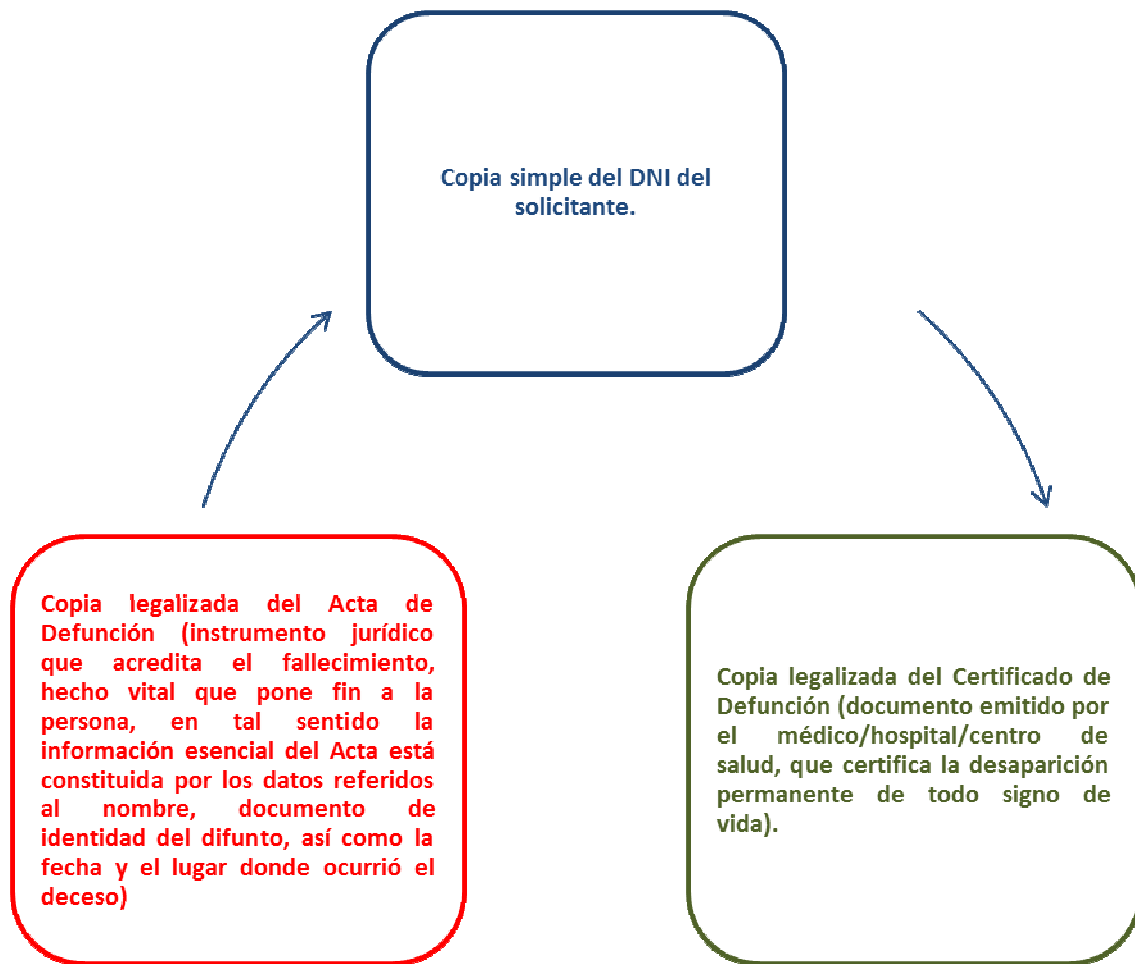 Copia simple del DNI del
solicitante.
Copia legalizada del Acta de
Defunción (instrumento jurídico
que acredita el fallecimiento,
hecho vital que pone fin a la
persona, en tal sentido la
información esencial del Acta está
constituida por los datos referidos
al nombre, documento de
identidad del difunto, así como la
fecha y el lugar donde ocurrió el
deceso)
Copia legalizada del Certificado de
Defunción (documento emitido por
el médico/hospital/centro de
salud, que certifica la desaparición
permanente de todo signo de
vida).